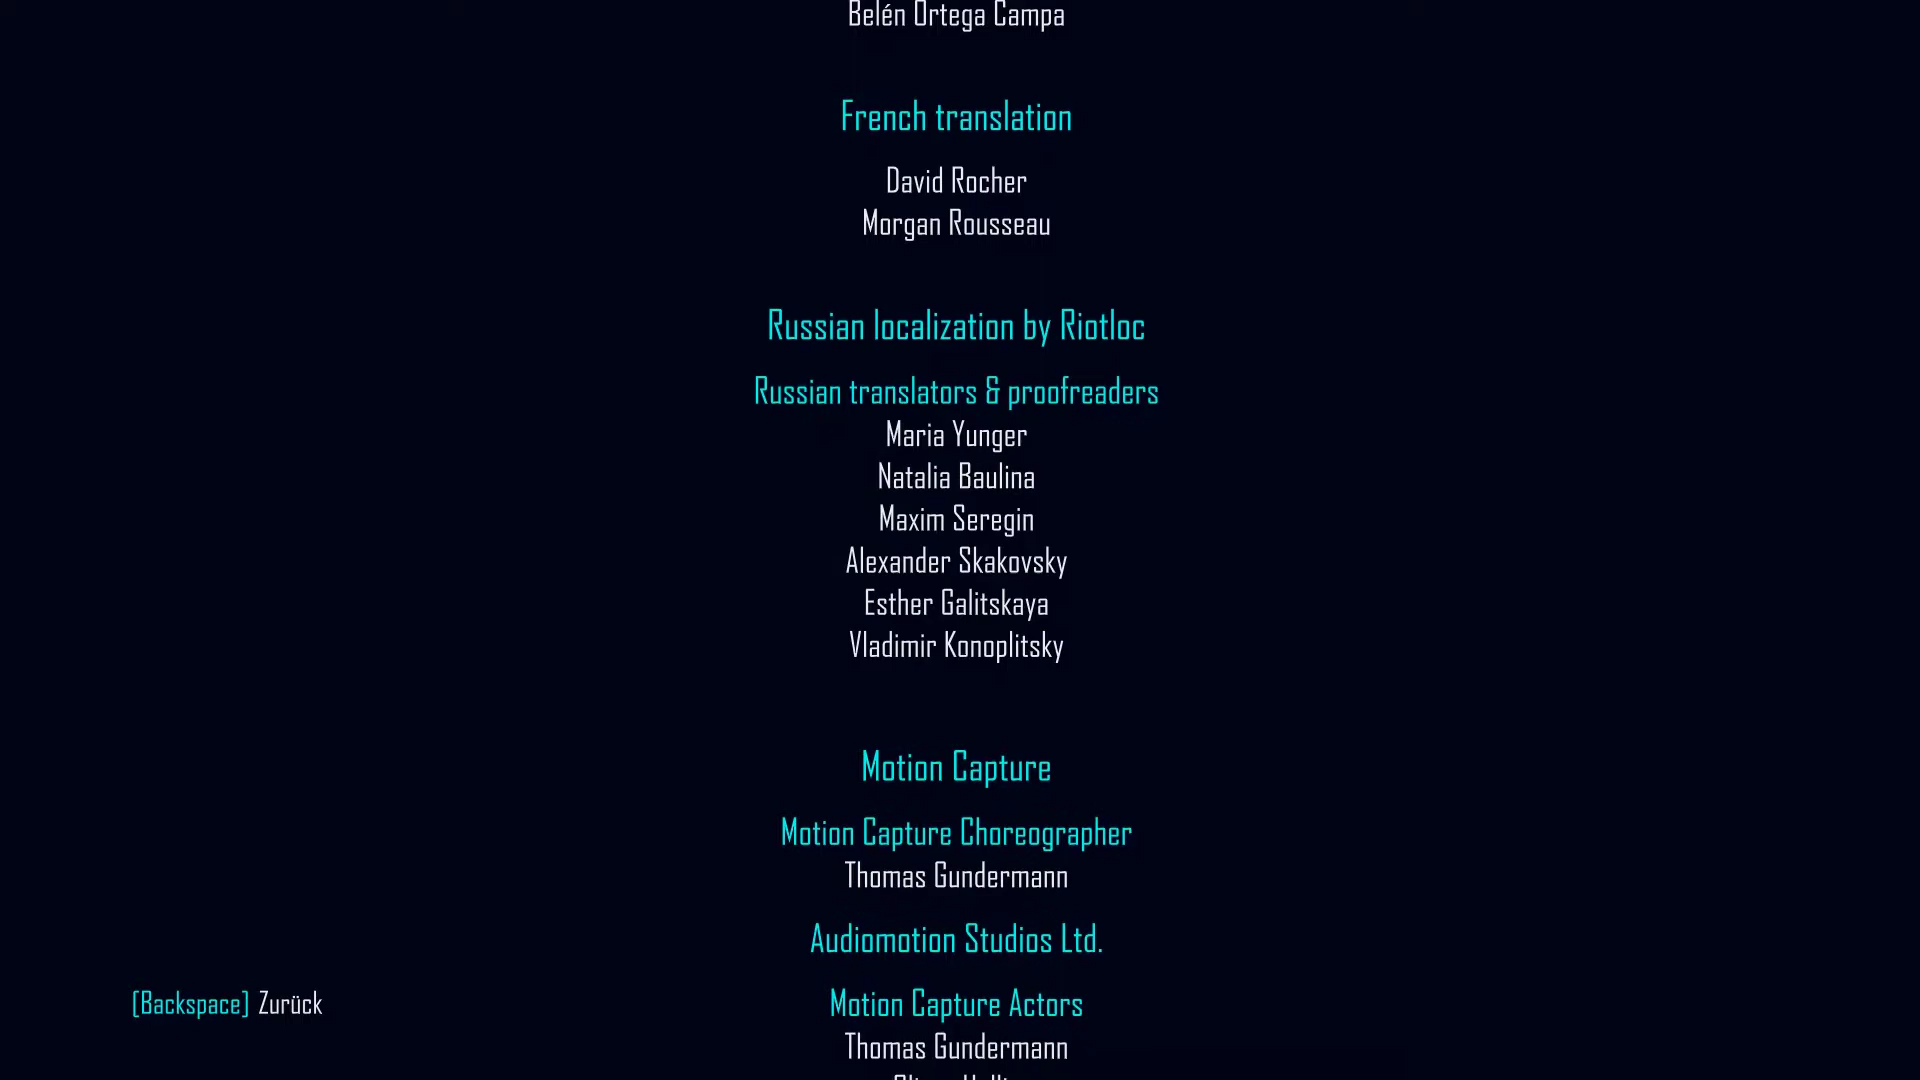 Belén Ortega Campa
French translation
David Rocher
Morgan Rousseau
Russian localization by Riotloc
Russian translators & proofreaders
Maria Yunger
Natalia Baulina
Maxim Seregin
Alexander Skakovsky
Esther Galitskaya
Vladimir Konoplitsky
Motion Capture
Motion Capture Choreographer
Thomas Gundermann
Audiomotion Studios Ltd.
Motion Capture Actors
Thomas Gundermann
[Backspace] Zurück